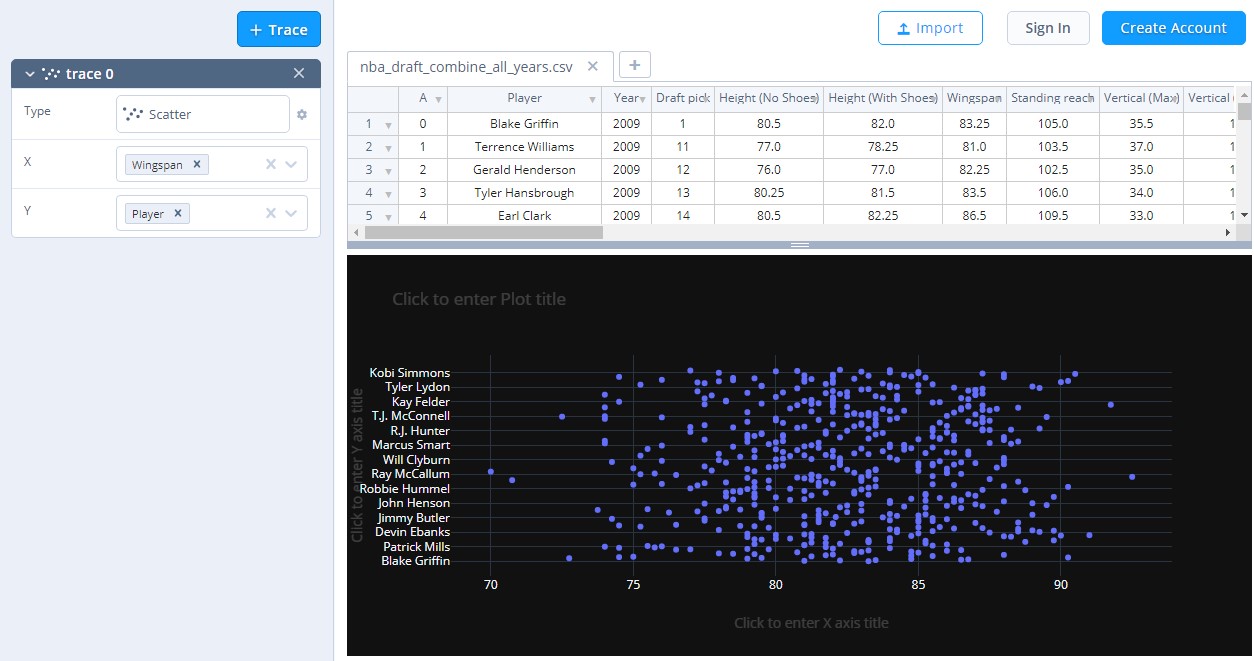 + Trace
Import
Sign In
Create Account
trace 0
Type
Scatter
X
Wingspan
Y
Player
nba_draft_combine_all_years.csv
+
A Player Year Draft pick Height (No Shoes) Height (With Shoes) Wingspan Standing reach Vertical (Max) Vertical (
1 0 Blake Griffin 2009 1 80.5 82.0 83.25 105.0 35.5 1
2 1 Terrence Williams 2009 11 77.0 78.25 81.0 103.5 37.0 1
3 2 Gerald Henderson 2009 12 76.0 77.0 82.25 102.5 35.0 1
4 3 Tyler Hansbrough 2009 13 80.25 81.5 83.5 106.0 34.0 1
5 4 Earl Clark 2009 14 80.5 82.25 86.5 109.5 33.0 1
Click to enter Plot title
Click to enter Y axis title
Kobi Simmons
Tyler Lydon
Kay Felder
T.J. McConnell
R.J. Hunter
Marcus Smart
Will Clyburn
Ray McCallum
Robbie Hummel
John Henson
Jimmy Butler
Devin Ebanks
Patrick Mills
Blake Griffin
70 75 80 85 90
Click to enter X axis title